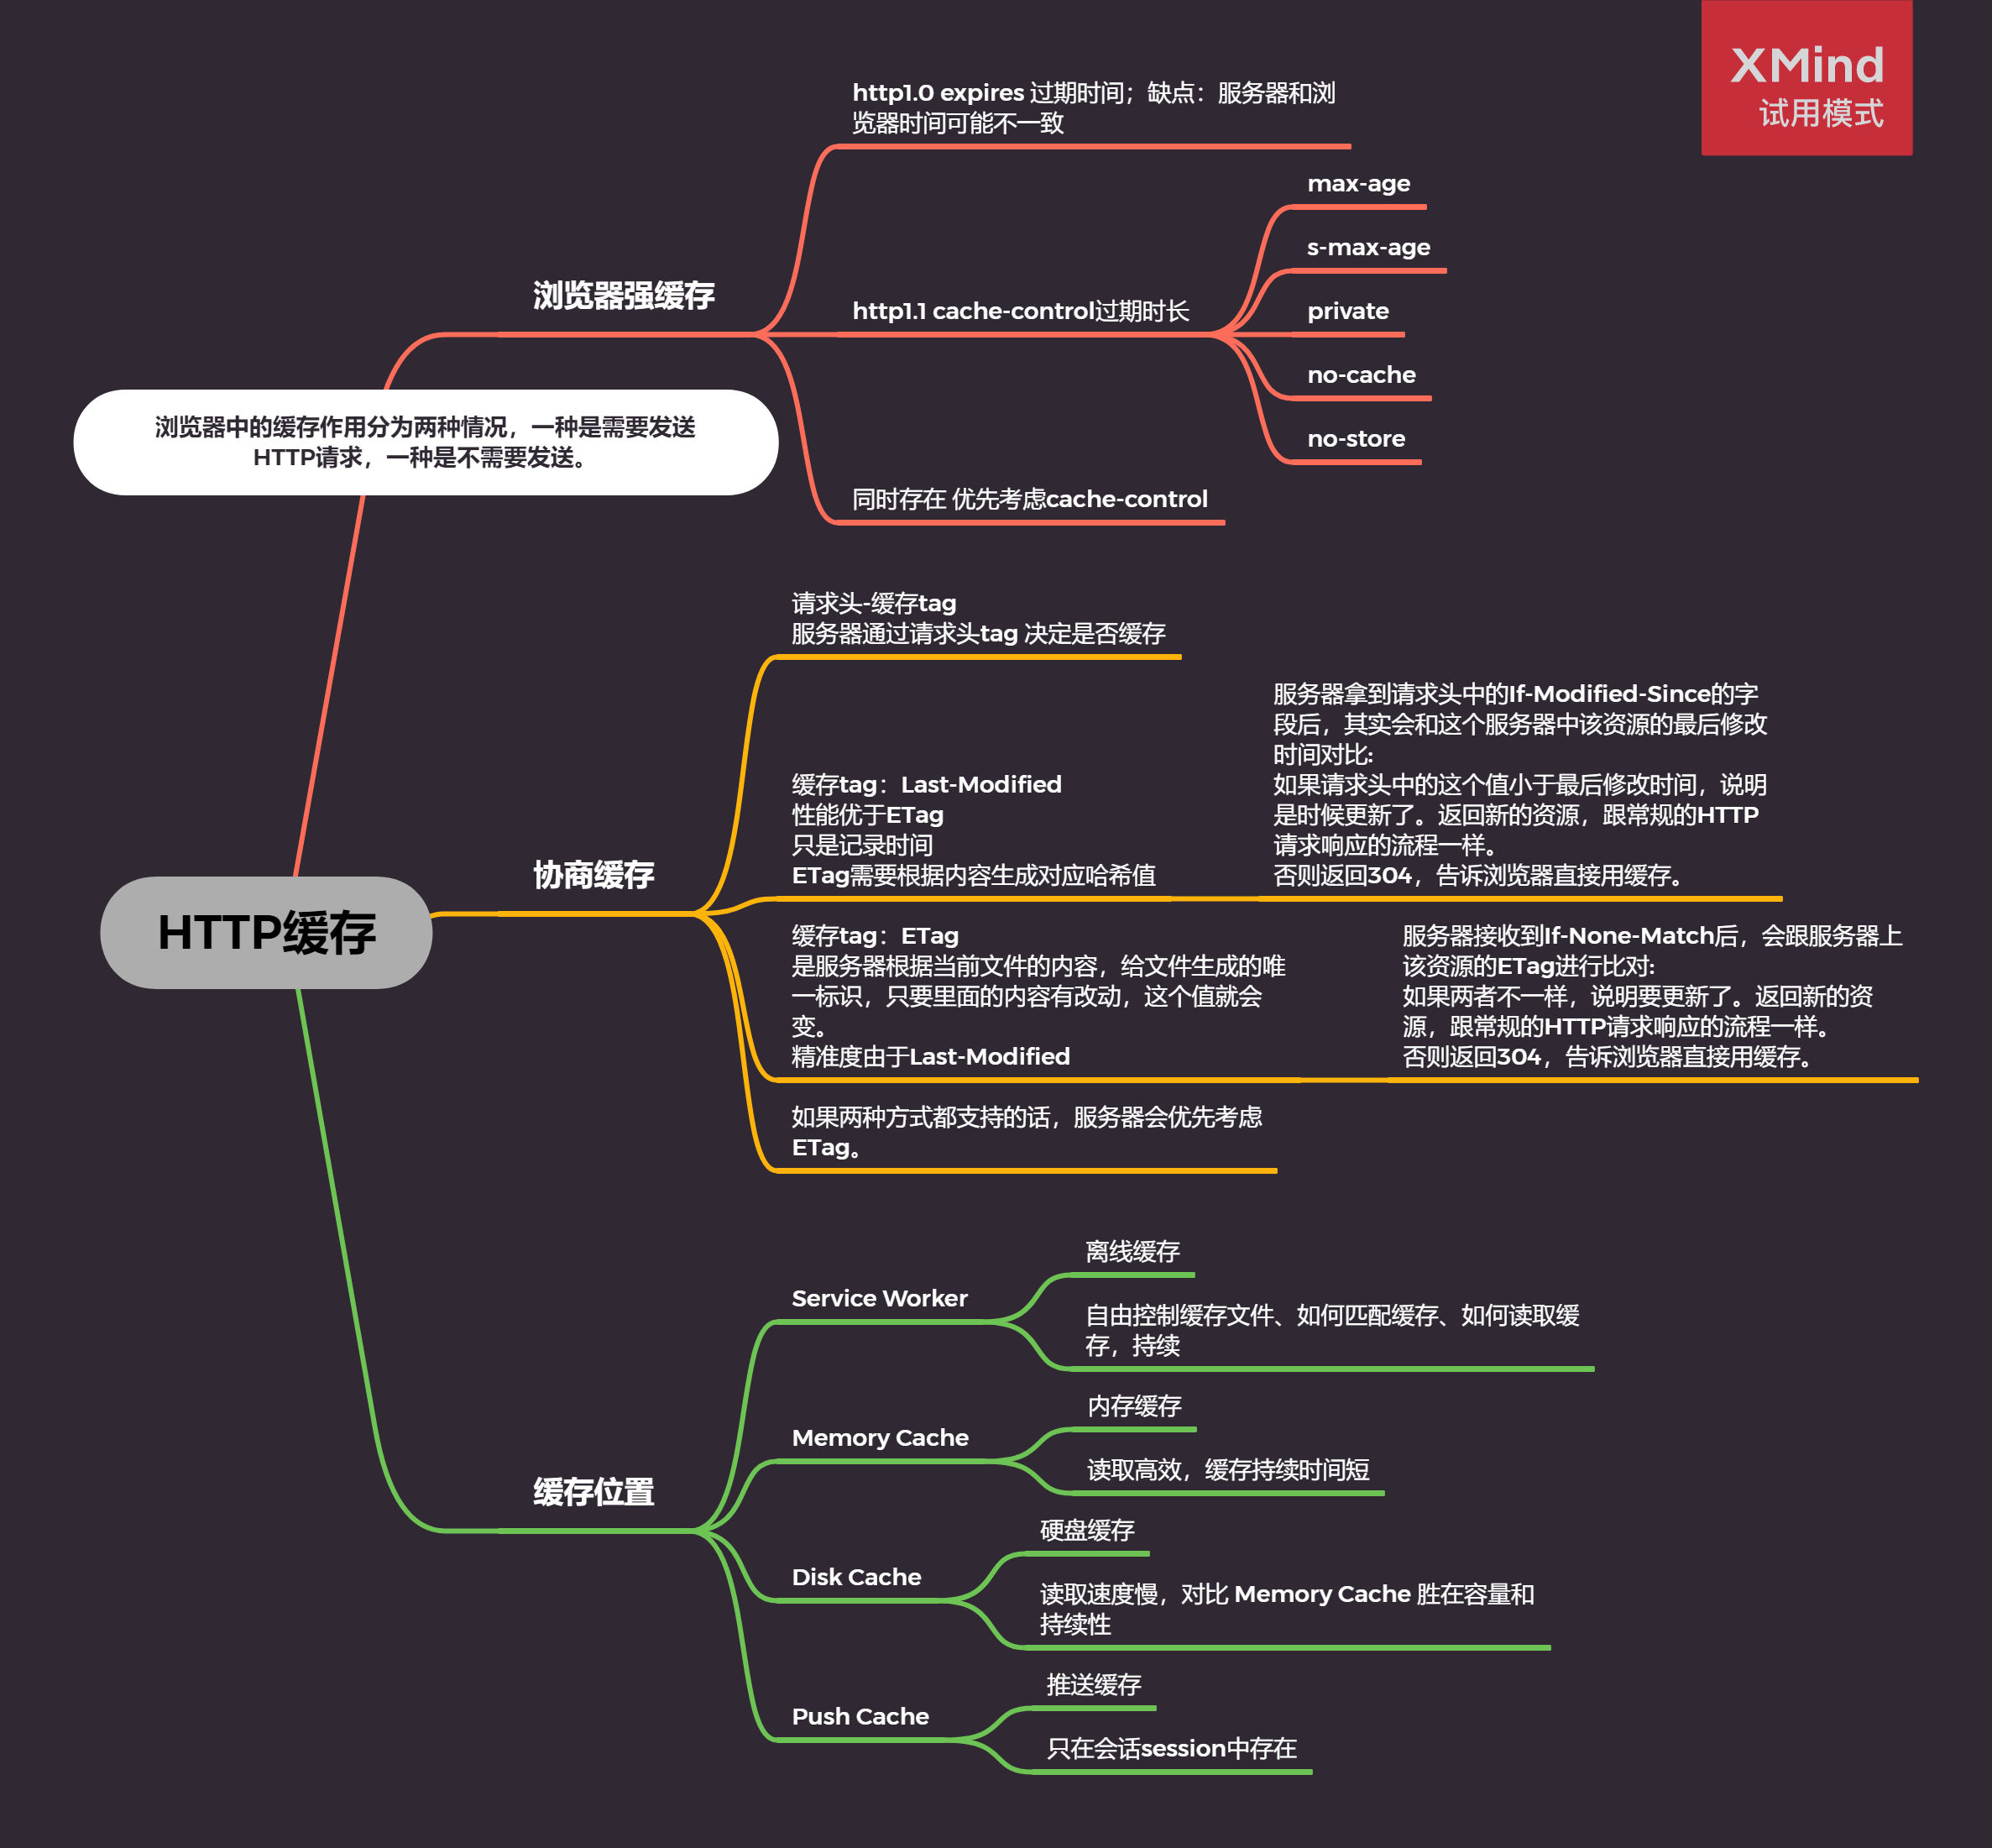 XMind
试用模式
http1.0 expires 过期时间；缺点：服务器和浏
览器时间可能不一致
max-age
s-max-age
浏览器强缓存
http1.1 cache-control过期时长
private
no-cache
no-store
浏览器中的缓存作用分为两种情况，一种是需要发送
HTTP请求，一种是不需要发送。
同时存在 优先考虑cache-control
请求头-缓存tag
服务器通过请求头tag 决定是否缓存
服务器拿到请求头中的If-Modified-Since的字
段后，其实会和这个服务器中该资源的最后修改
时间对比:
如果请求头中的这个值小于最后修改时间，说明
是时候更新了。返回新的资源，跟常规的HTTP
请求响应的流程一样。
否则返回304，告诉浏览器直接用缓存。
缓存tag：Last-Modified
性能优于ETag
只是记录时间
ETag需要根据内容生成对应哈希值
协商缓存
HTTP缓存
缓存tag：ETag
是服务器根据当前文件的内容，给文件生成的唯
一标识，只要里面的内容有改动，这个值就会
变。
精准度由于Last-Modified
服务器接收到If-None-Match后，会跟服务器上
该资源的ETag进行比对:
如果两者不一样，说明要更新了。返回新的资
源，跟常规的HTTP请求响应的流程一样。
否则返回304，告诉浏览器直接用缓存。
如果两种方式都支持的话，服务器会优先考虑
ETag。
缓存位置
Service Worker
离线缓存
自由控制缓存文件、如何匹配缓存、如何读取缓
存，持续
Memory Cache
内存缓存
读取高效，缓存持续时间短
Disk Cache
硬盘缓存
读取速度慢，对比 Memory Cache 胜在容量和
持续性
Push Cache
推送缓存
只在会话session中存在